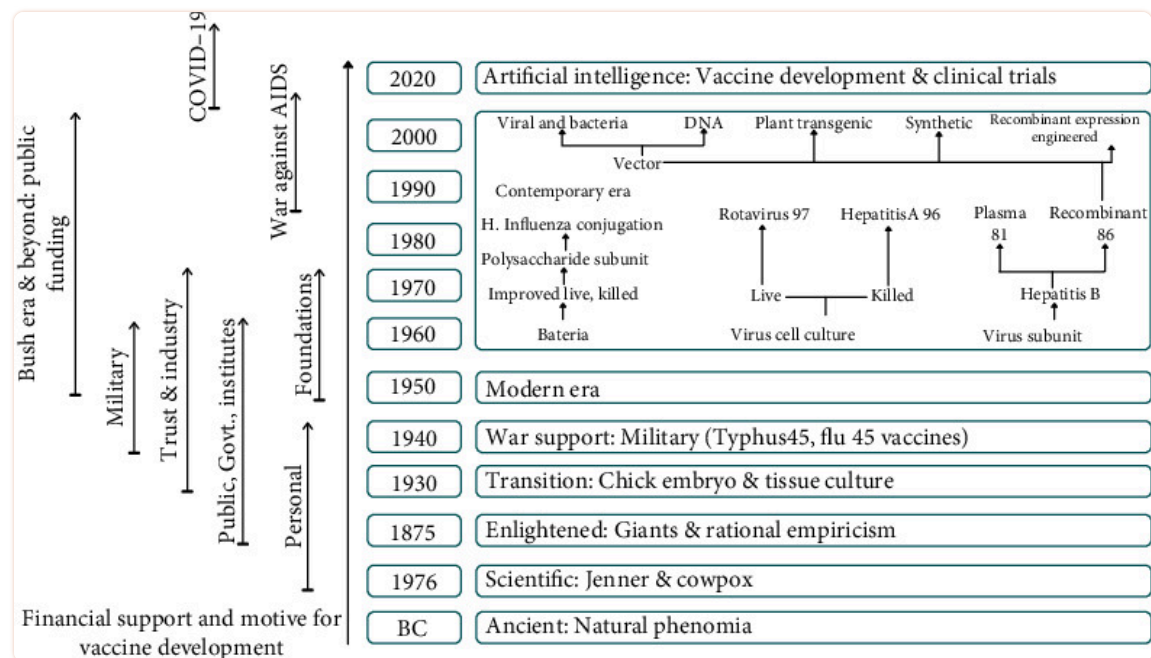 COVID-19
War against AIDS
Bush era & beyond: public
funding
Military
Trust & industry
Public, Govt., institutes
Foundations
Personal
Financial support and motive for
vaccine development
2020
Artificial intelligence: Vaccine development & clinical trials
2000
1990
1980
1970
1960
Viral and bacteria
DNA
Plant transgenic
Synthetic
Recombinant expression
engineered
Vector
Contemporary era
H. Influenza conjugation
Polysaccharide subunit
Improved live, killed
Bateria
Rotavirus 97
HepatitisA 96
Live
Killed
Virus cell culture
Plasma
81
Recombinant
86
Hepatitis B
Virus subunit
1950
Modern era
1940
War support: Military (Typhus45, flu 45 vaccines)
1930
Transition: Chick embryo & tissue culture
1875
Enlightened: Giants & rational empiricism
1976
Scientific: Jenner & cowpox
BC
Ancient: Natural phenomia